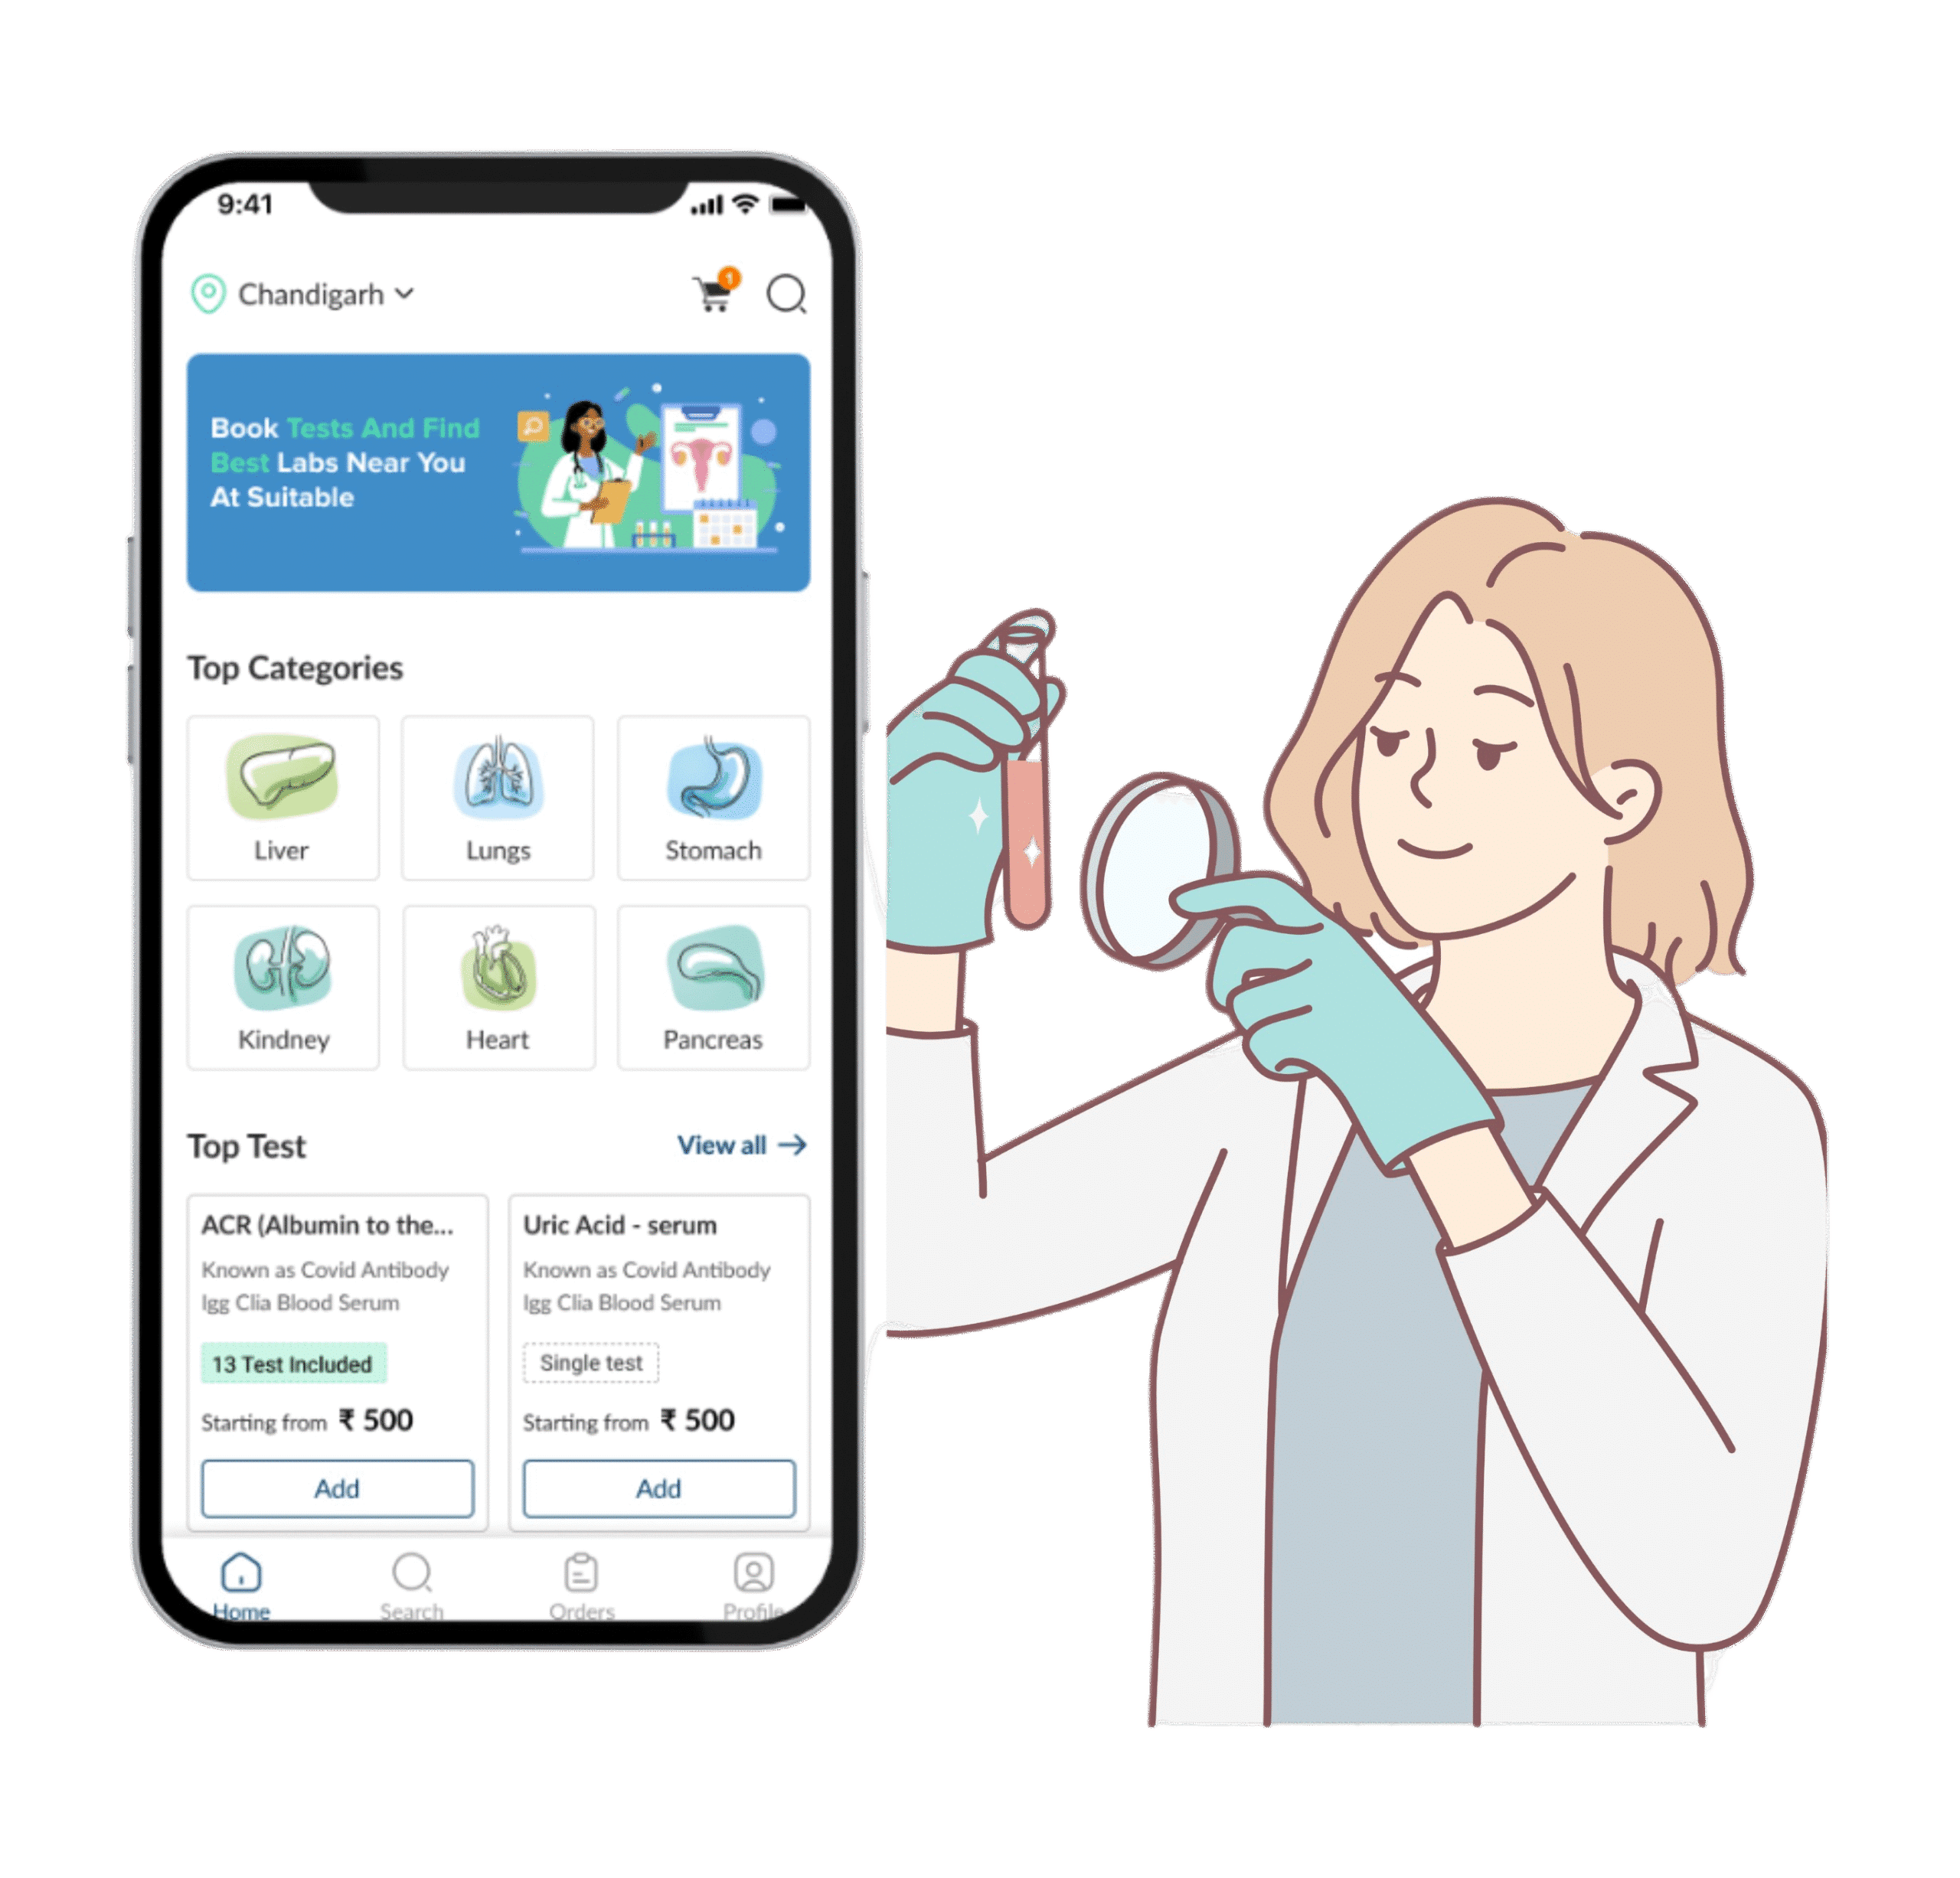 9:41
Chandigarh
1
Book Tests And Find
Best Labs Near You
At Suitable
Top Categories
Liver
Lungs
Stomach
Kindney
Heart
Pancreas
Top Test
View all
ACR (Albumin to the...
Known as Covid Antibody
Igg Clia Blood Serum
13 Test Included
Starting from ₹ 500
Add
Uric Acid - serum
Known as Covid Antibody
Igg Clia Blood Serum
Single test
Starting from ₹ 500
Add
Home
Search
Orders
Profile